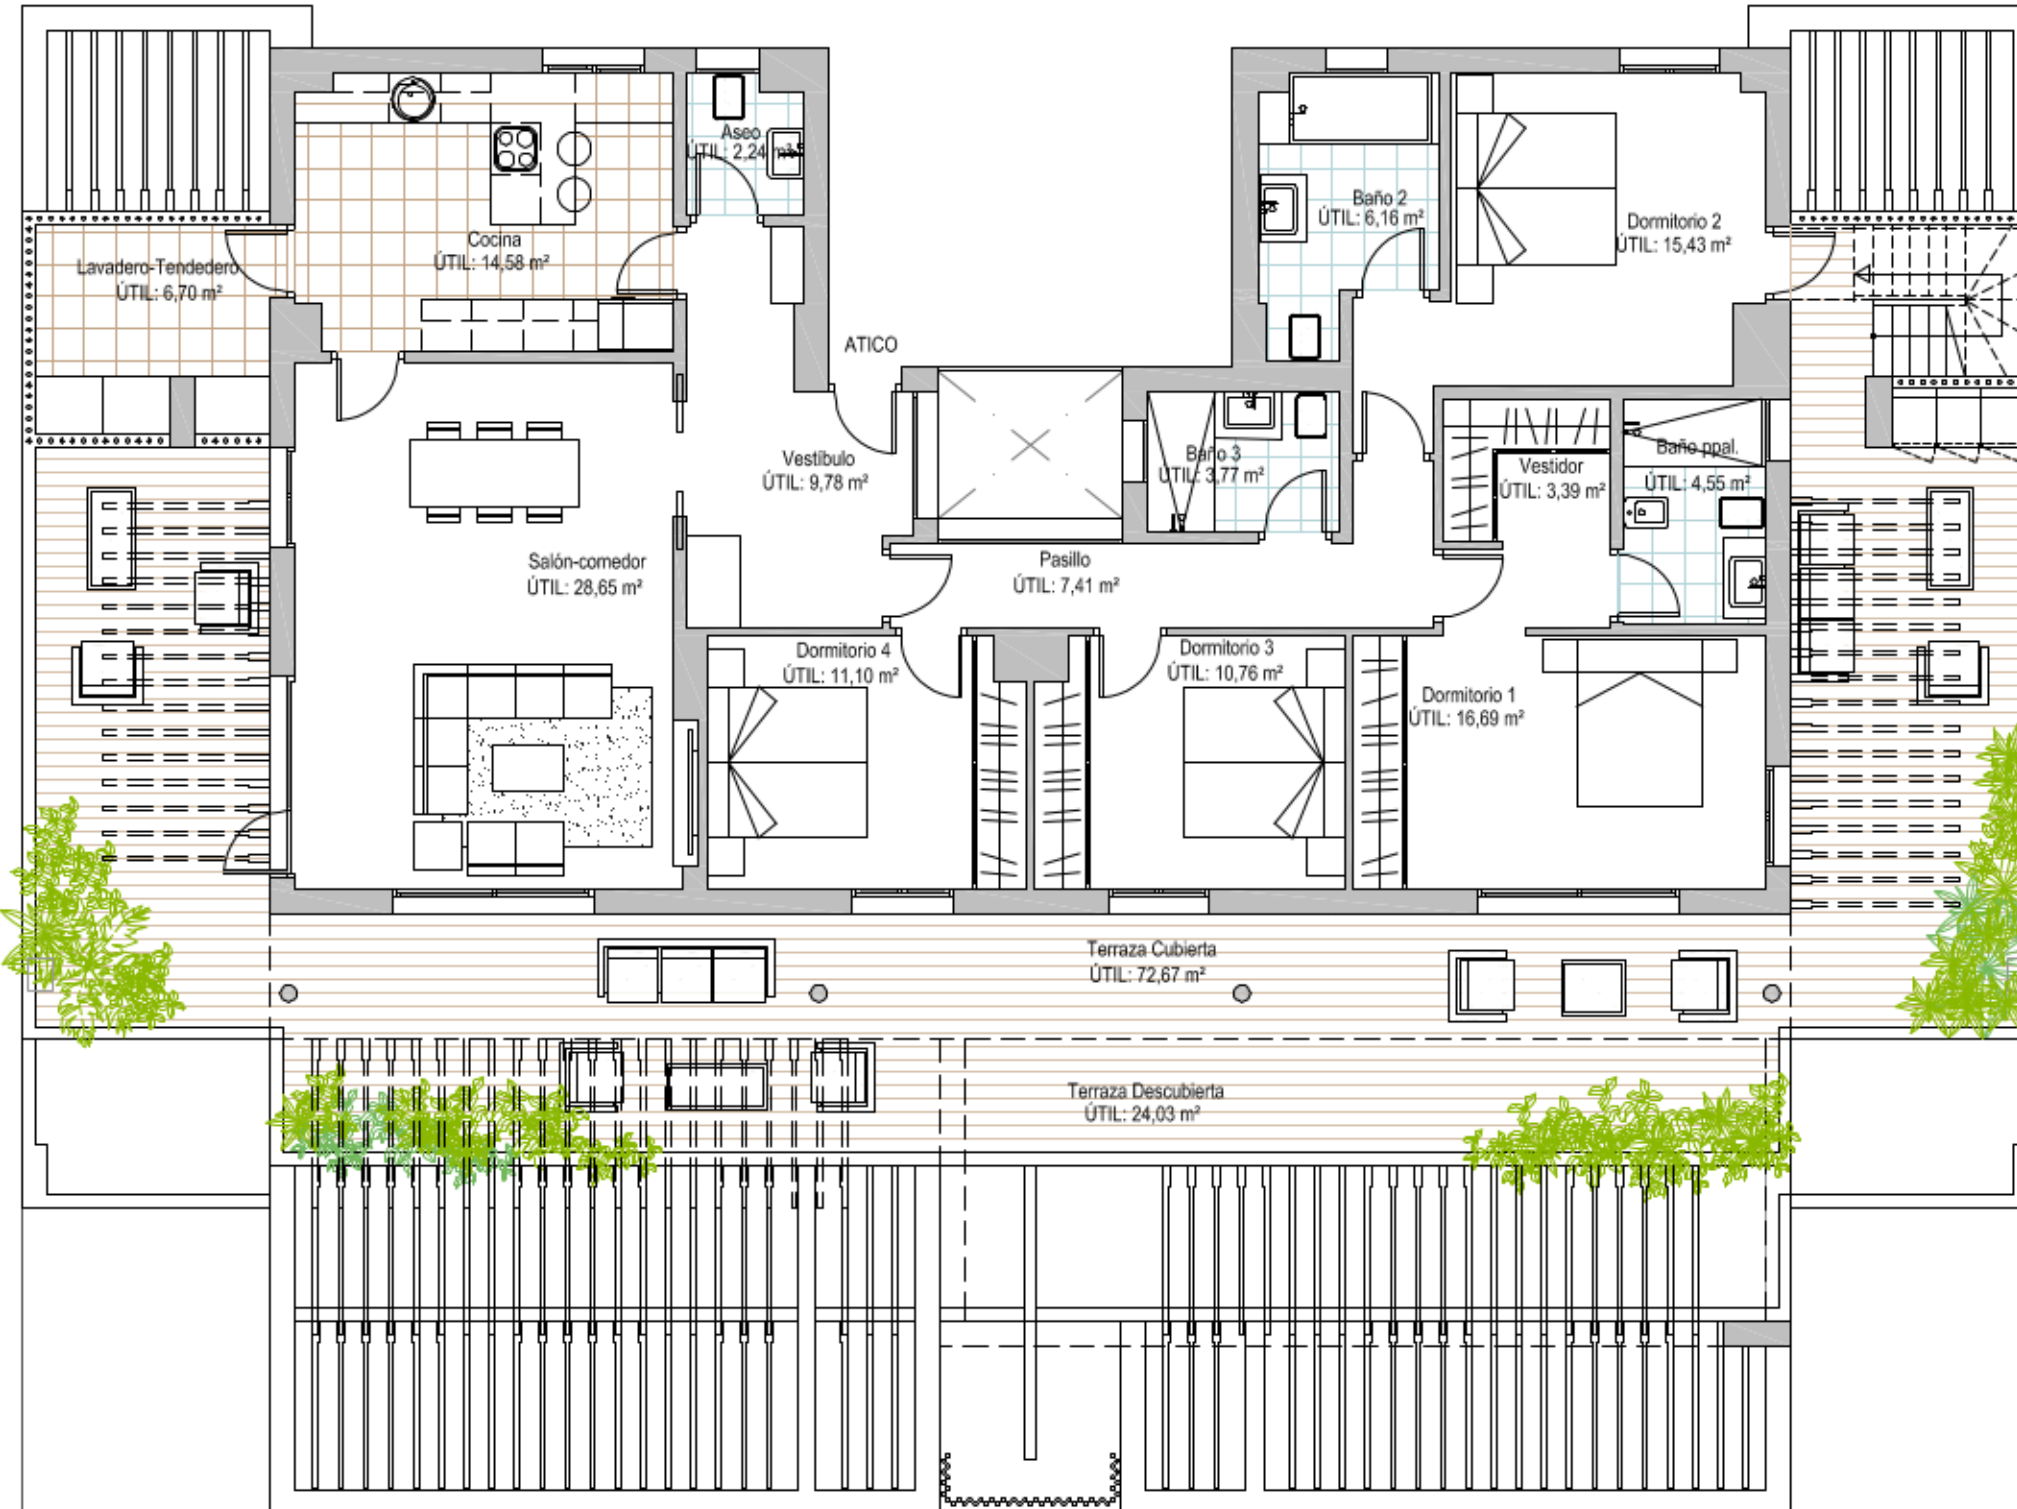 Aseo
ÚTIL: 2,24 m²
Baño 2
ÚTIL: 6,16 m²
Dormitorio 2
ÚTIL: 15,43 m²
Cocina
ÚTIL: 14,58 m²
Lavadero-Tendedero
ÚTIL: 6,70 m²
ATICO
Vestíbulo
ÚTIL: 9,78 m²
Baño 3
ÚTIL: 3,77 m²
Vestidor
ÚTIL: 3,39 m²
Baño ppal.
ÚTIL: 4,55 m²
Salón-comedor
ÚTIL: 28,65 m²
Pasillo
ÚTIL: 7,41 m²
Dormitorio 4
ÚTIL: 11,10 m²
Dormitorio 3
ÚTIL: 10,76 m²
Dormitorio 1
ÚTIL: 16,69 m²
Terraza Cubierta
ÚTIL: 72,67 m²
Terraza Descubierta
ÚTIL: 24,03 m²